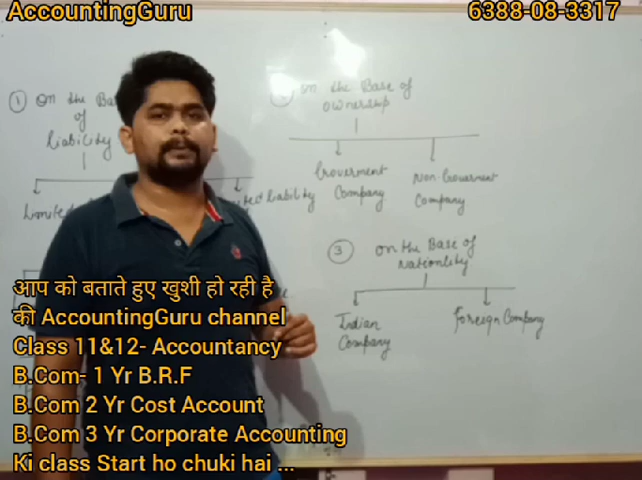 AccountingGuru
6388-08-3317
① On the Ba
of
liability
Limited
ted liability
on the Base of
ownership
Government
Company
Non-Government
Company
③ on the Base of
Nationlity
Indian
Company
Foreign Company
आप को बताते हुए खुशी हो रही है
की AccountingGuru channel
Class 11&12- Accountancy
B.Com- 1 Yr B.R.F
B.Com 2 Yr Cost Account
B.Com 3 Yr Corporate Accounting
Ki class Start ho chuki hai ...